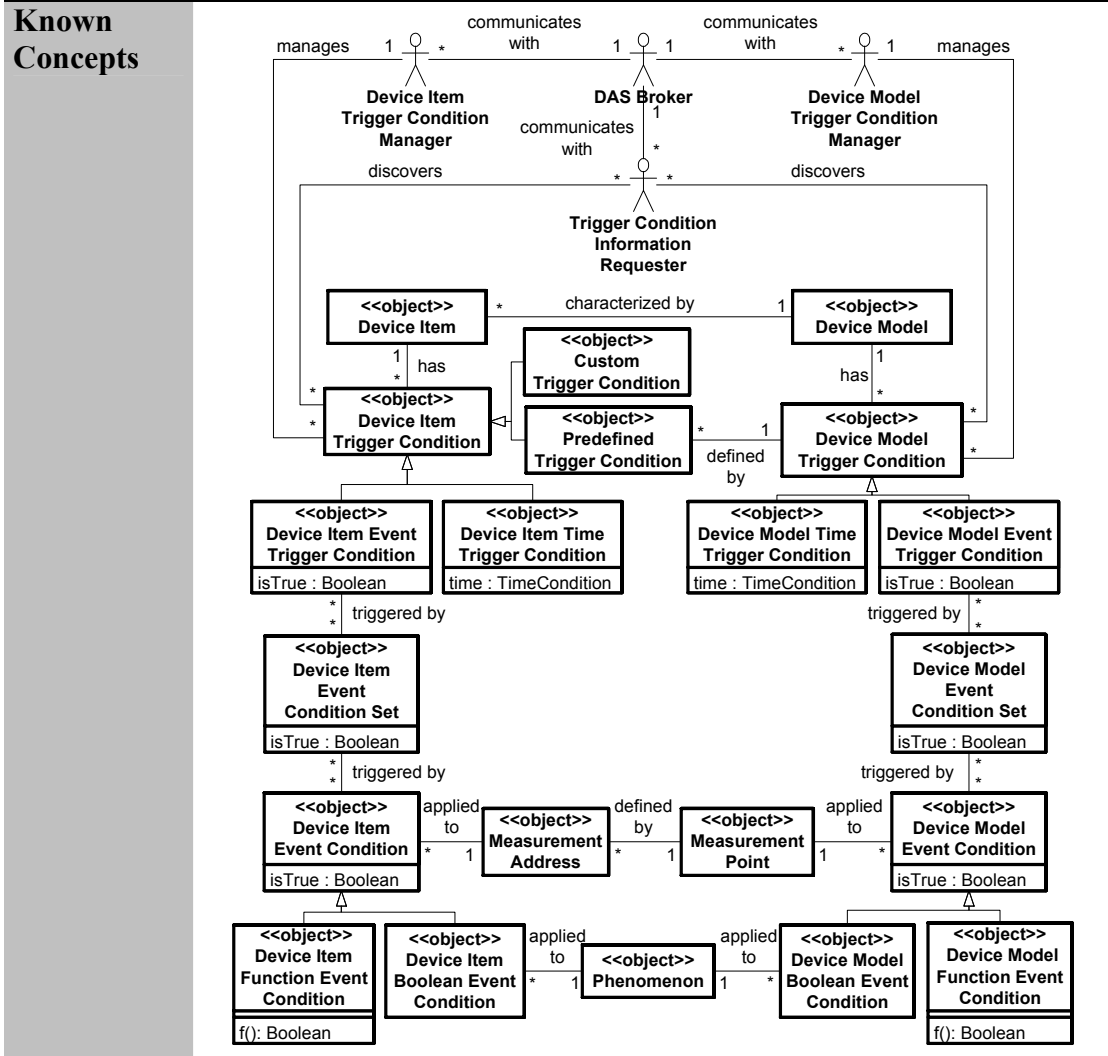 Known
Concepts
communicates
with
communicates
with
manages
1
*
1
1
*
1
manages
Device Item
Trigger Condition
Manager
DAS Broker
Device Model
Trigger Condition
Manager
1
communicates
with
*
discovers
*
*
discovers
Trigger Condition
Information
Requester
<<object>>
Device Item
*
characterized by
1
<<object>>
Device Model
1
has
*
<<object>>
Custom
Trigger Condition
1
has
*
*
*
<<object>>
Device Item
Trigger Condition
<<object>>
Predefined
Trigger Condition
*
1
defined
by
<<object>>
Device Model
Trigger Condition
*
*
<<object>>
Device Item Event
Trigger Condition
isTrue : Boolean
<<object>>
Device Item Time
Trigger Condition
time : TimeCondition
<<object>>
Device Model Time
Trigger Condition
time : TimeCondition
<<object>>
Device Model Event
Trigger Condition
isTrue : Boolean
*
*
triggered by
triggered by
*
*
<<object>>
Device Item
Event
Condition Set
isTrue : Boolean
<<object>>
Device Model
Event
Condition Set
isTrue : Boolean
*
*
triggered by
triggered by
*
*
<<object>>
Device Item
Event Condition
isTrue : Boolean
applied
to
*
1
<<object>>
Measurement
Address
defined
by
*
1
<<object>>
Measurement
Point
applied
to
1
*
<<object>>
Device Model
Event Condition
isTrue : Boolean
<<object>>
Device Item
Function Event
Condition
f(): Boolean
<<object>>
Device Item
Boolean Event
Condition
applied
to
*
1
<<object>>
Phenomenon
applied
to
1
*
<<object>>
Device Model
Boolean Event
Condition
<<object>>
Device Model
Function Event
Condition
f(): Boolean